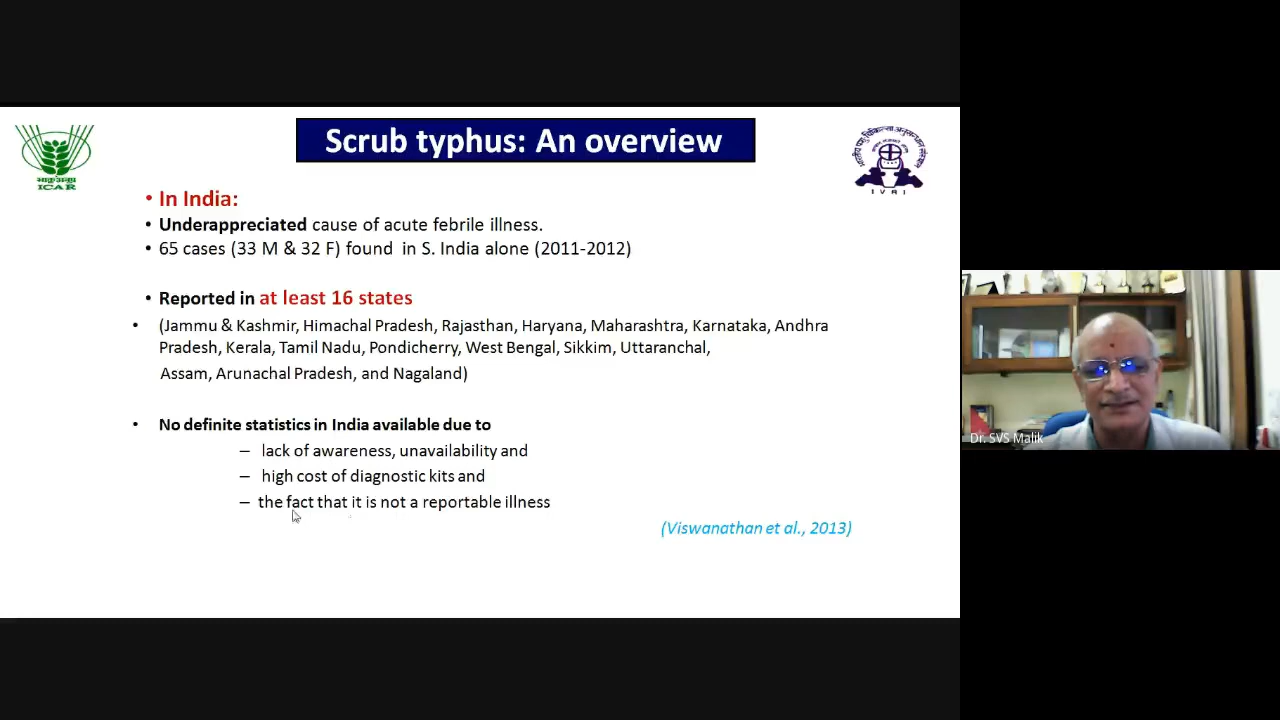 Scrub typhus: An overview
ICAR
I V R I
• In India:
• Underappreciated cause of acute febrile illness.
• 65 cases (33 M & 32 F) found in S. India alone (2011-2012)
• Reported in at least 16 states
• (Jammu & Kashmir, Himachal Pradesh, Rajasthan, Haryana, Maharashtra, Karnataka, Andhra
Pradesh, Kerala, Tamil Nadu, Pondicherry, West Bengal, Sikkim, Uttaranchal,
Assam, Arunachal Pradesh, and Nagaland)
• No definite statistics in India available due to
– lack of awareness, unavailability and
– high cost of diagnostic kits and
– the fact that it is not a reportable illness
(Viswanathan et al., 2013)
Dr. SVS Malik